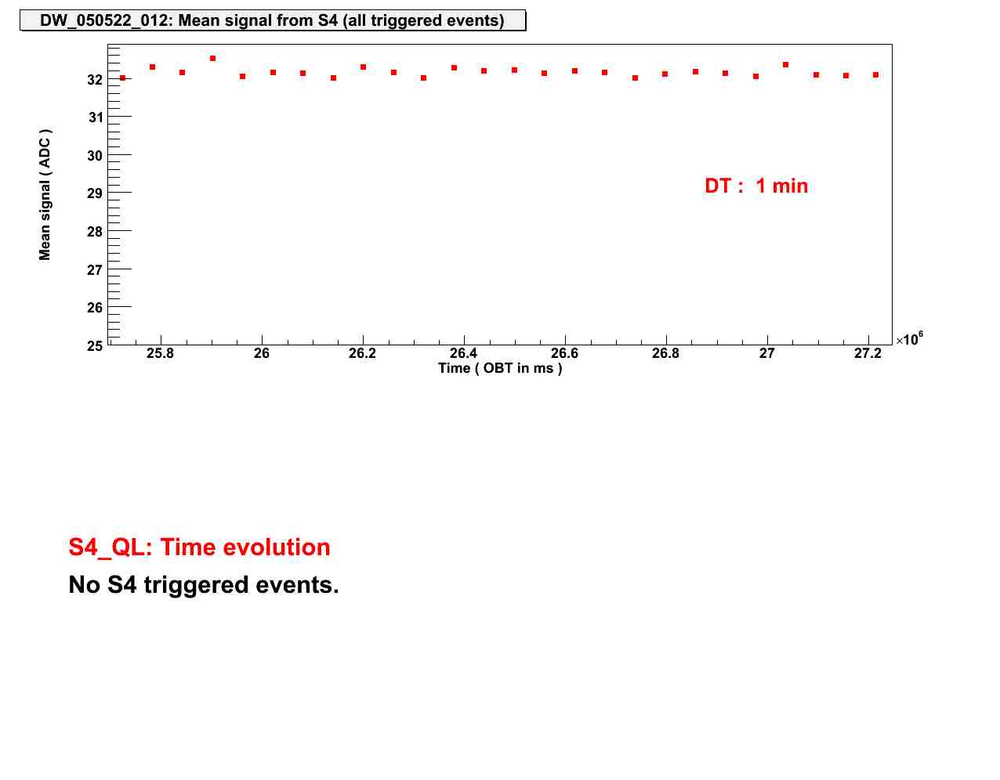 DW_050522_012: Mean signal from S4 (all triggered events)
Mean signal ( ADC )
32
31
30
29
28
27
26
25
DT :  1 min
25.8 26 26.2 26.4 26.6 26.8 27 27.2
×10⁶
Time ( OBT in ms )
S4_QL: Time evolution
No S4 triggered events.